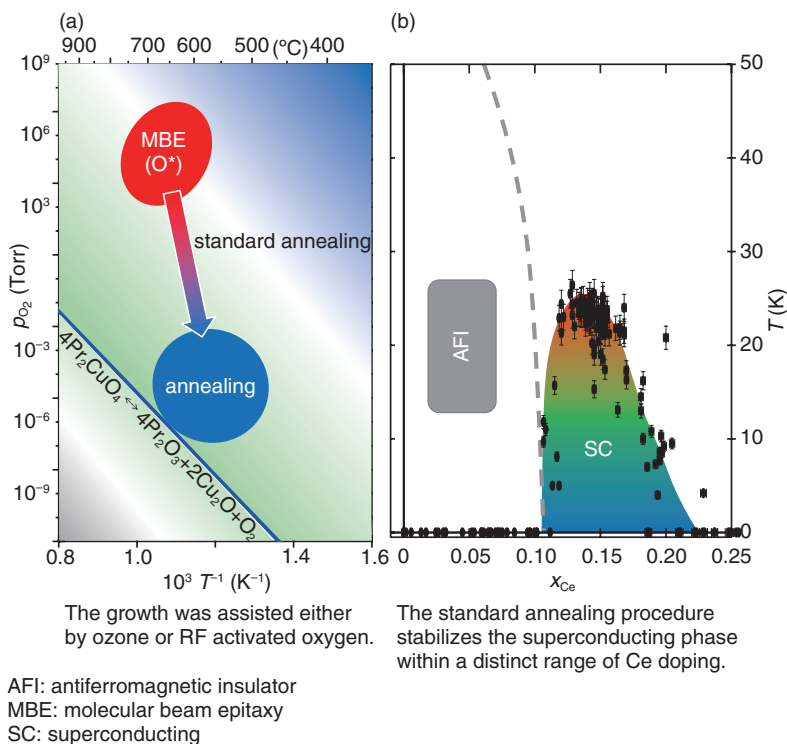 (a)
900 700 600 500 (°C) 400
10⁹
10⁶
10³
10⁻³
10⁻⁶
10⁻⁹
pO₂ (Torr)
MBE
(O*)
standard annealing
annealing
4Pr₂CuO₄ ↔ 4Pr₂O₃+2Cu₂O+O₂
0.8 1.0 1.4 1.6
10³ T⁻¹ (K⁻¹)
The growth was assisted either
by ozone or RF activated oxygen.
(b)
50
40
30
20
10
0
T (K)
AFI
SC
0 0.05 0.10 0.15 0.20 0.25
xCe
The standard annealing procedure
stabilizes the superconducting phase
within a distinct range of Ce doping.
AFI: antiferromagnetic insulator
MBE: molecular beam epitaxy
SC: superconducting